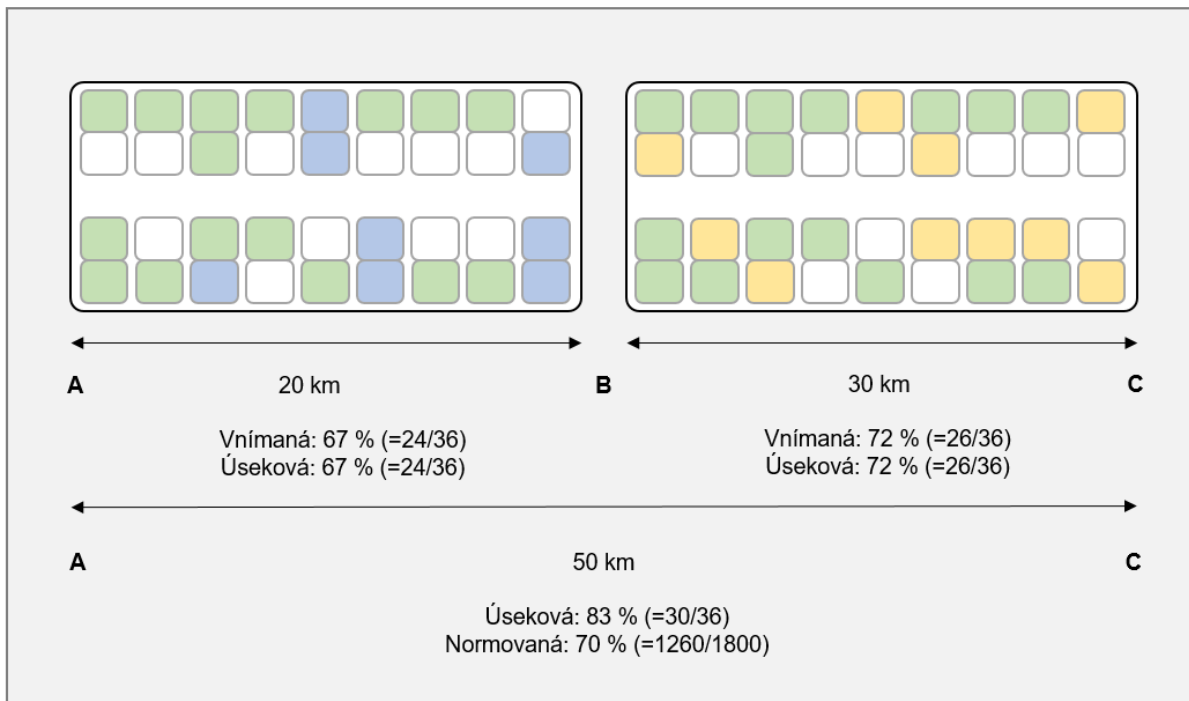 A 20 km B 30 km C
Vnímaná: 67 % (=24/36) Vnímaná: 72 % (=26/36)
Úseková: 67 % (=24/36) Úseková: 72 % (=26/36)
A 50 km C
Úseková: 83 % (=30/36)
Normovaná: 70 % (=1260/1800)